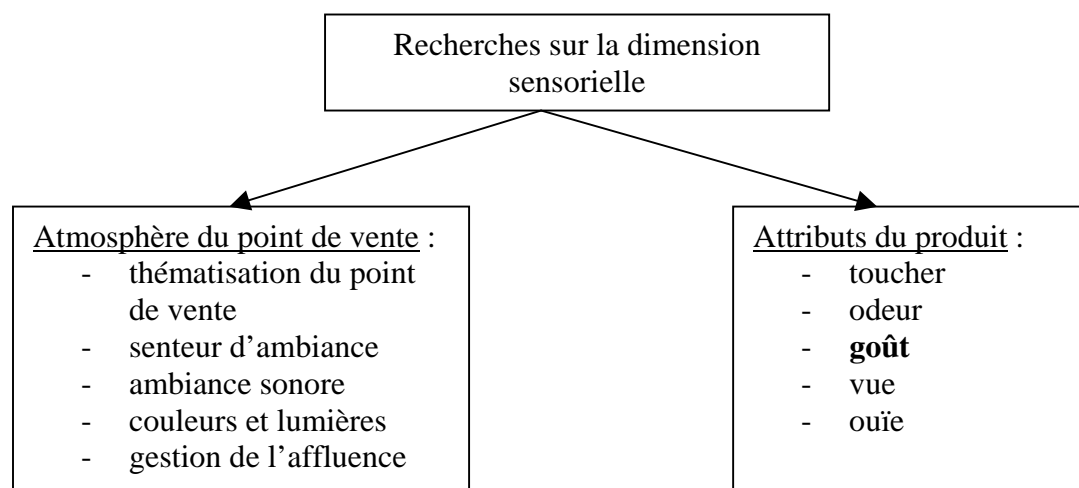 Recherches sur la dimension
sensorielle
Atmosphère du point de vente :
- thématisation du point
de vente
- senteur d’ambiance
- ambiance sonore
- couleurs et lumières
- gestion de l’affluence
Attributs du produit :
- toucher
- odeur
- goût
- vue
- ouïe